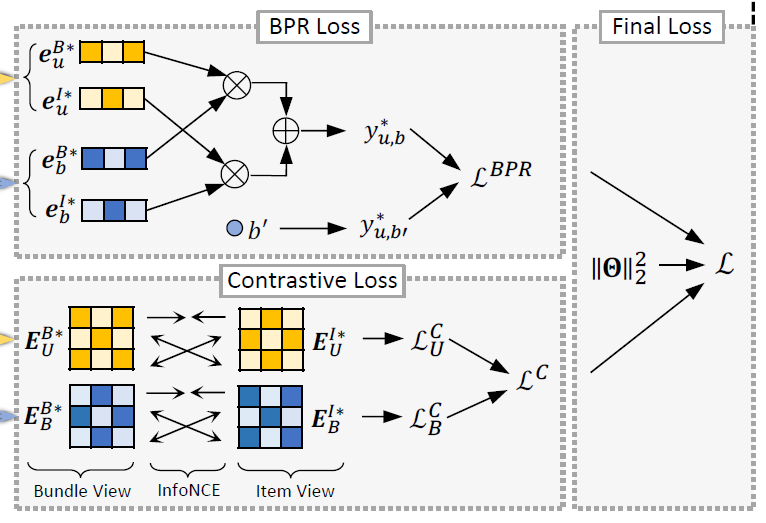 BPR Loss
e_u^{B*}
e_u^{I*}
e_b^{B*}
e_b^{I*}
y^*_{u,b}
ℒ^{BPR}
b′
y^*_{u,b′}
Contrastive Loss
E_U^{B*}
E_U^{I*}
ℒ_U^C
ℒ^C
E_B^{B*}
E_B^{I*}
ℒ_B^C
Bundle View
InfoNCE
Item View
Final Loss
‖Θ‖_2^2
ℒ